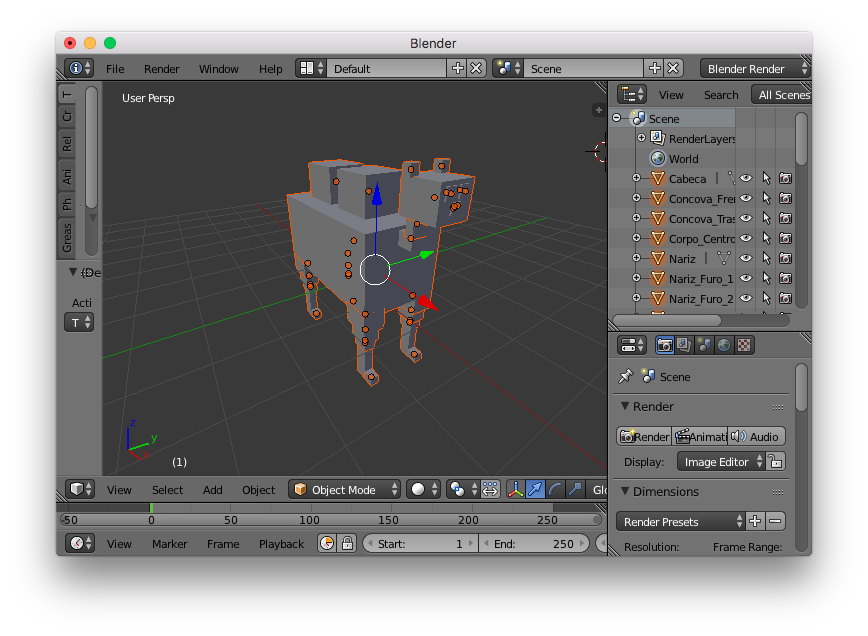 Blender
File Render Window Help Default Scene Blender Render
User Persp
View Search All Scenes
Scene
RenderLayers
World
Cabeca
Concova_Fre
Concova_Tras
Corpo_Centro
Nariz
Nariz_Furo_1
Nariz_Furo_2
T
Cr
Rel
Ani
Ph
Greas
(De
Acti
T
z
y
x
(1)
Scene
Render
Render Animati Audio
Display: Image Editor
Dimensions
Render Presets
Resolution: Frame Range:
View Select Add Object Object Mode Glo
-50 0 50 100 150 200 250
View Marker Frame Playback Start: 1 End: 250